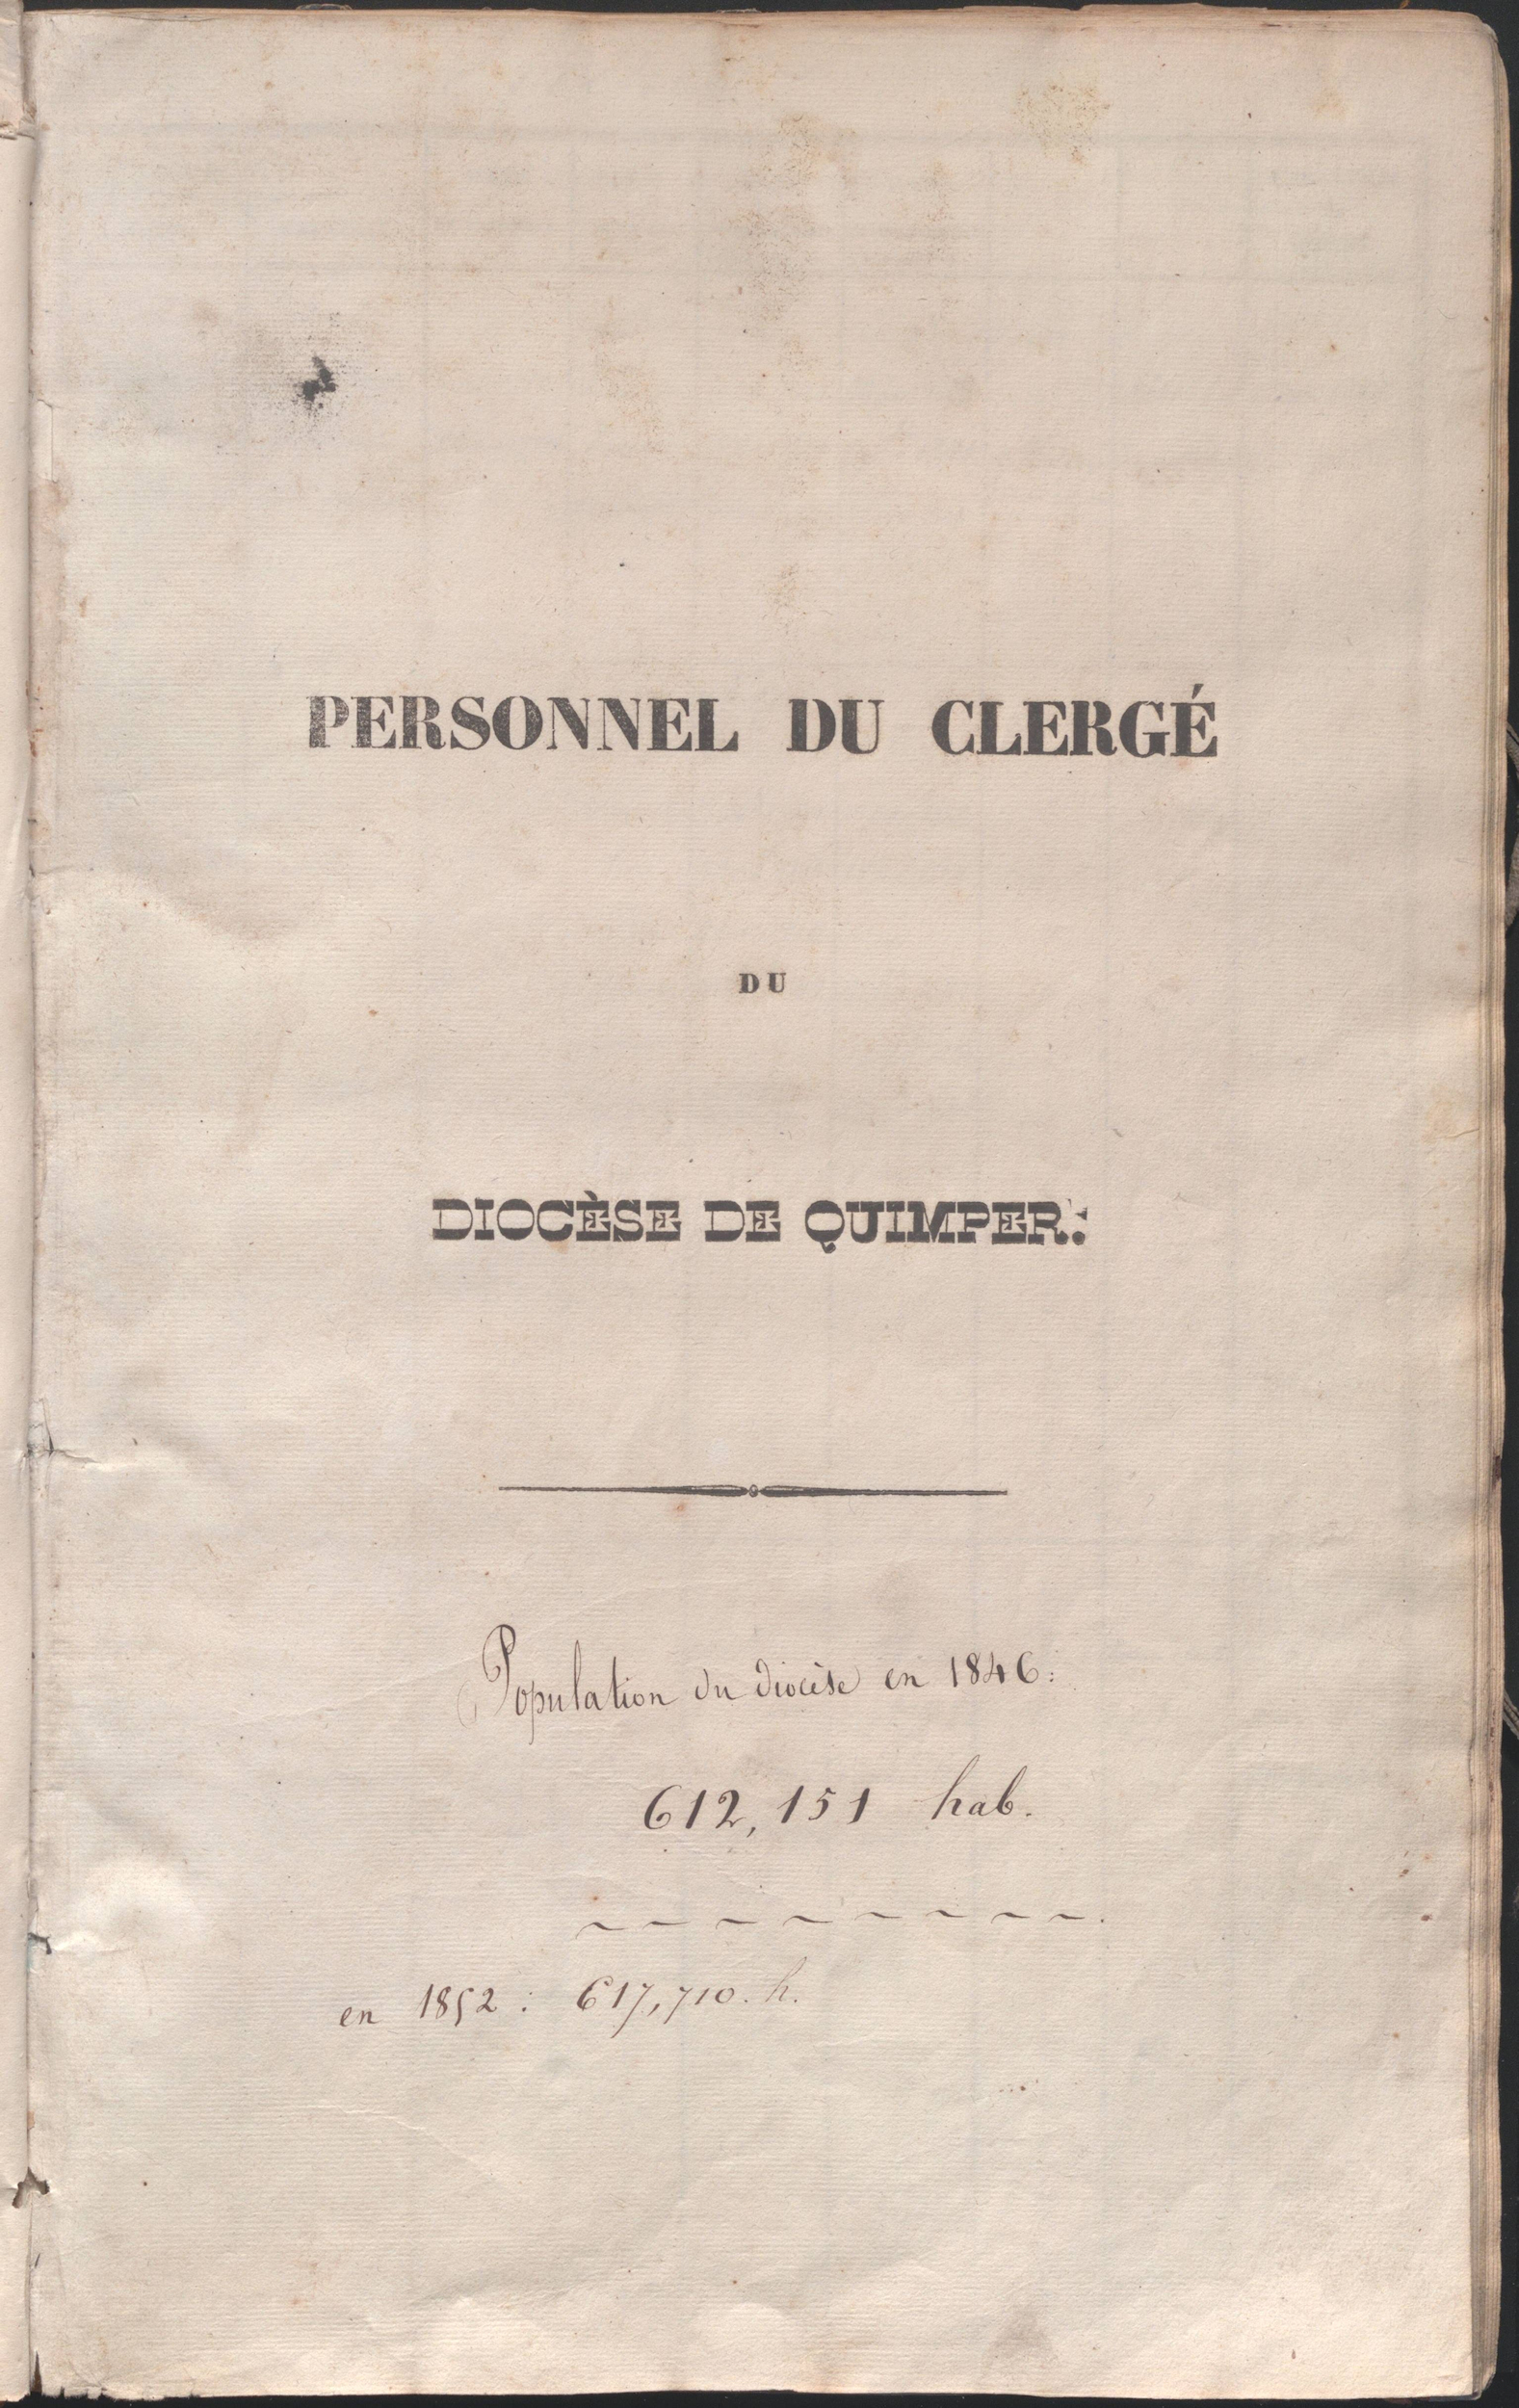 PERSONNEL DU CLERGÉ
DU
DIOCÈSE DE QUIMPER.
Population du diocèse en 1846:
612,151 hab.
en 1852: 617,710. h.